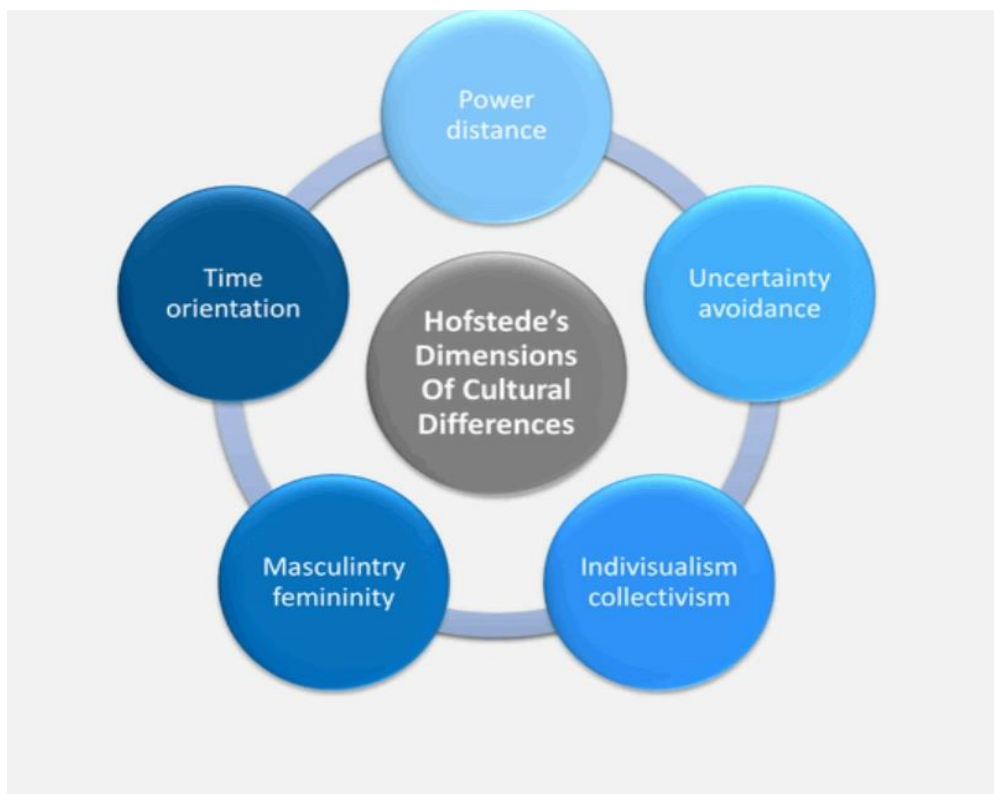 Power
distance
Uncertainty
avoidance
Indivisualism
collectivism
Masculintry
femininity
Time
orientation
Hofstede’s
Dimensions
Of Cultural
Differences